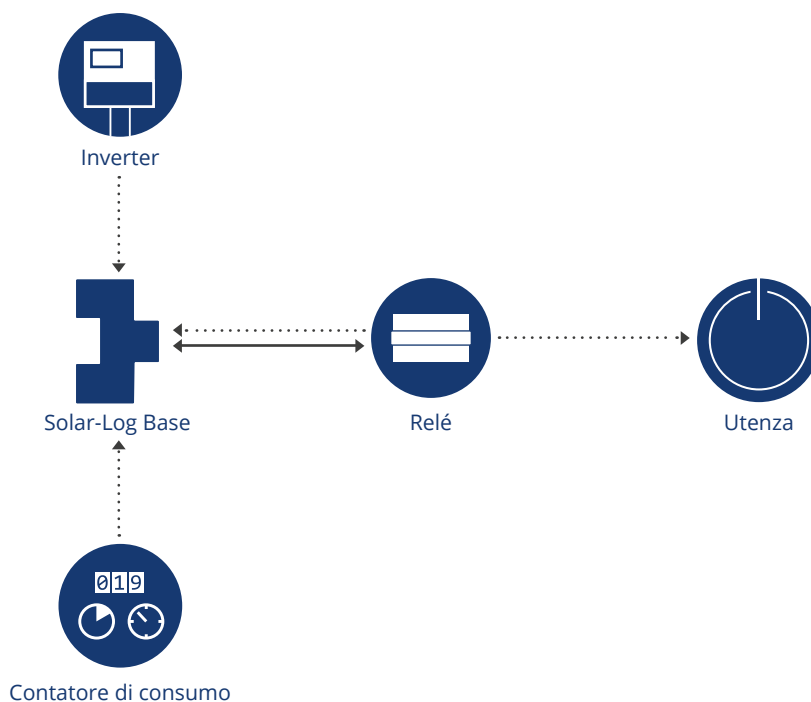 Inverter
Solar-Log Base
Relé
Utenza
019
Contatore di consumo